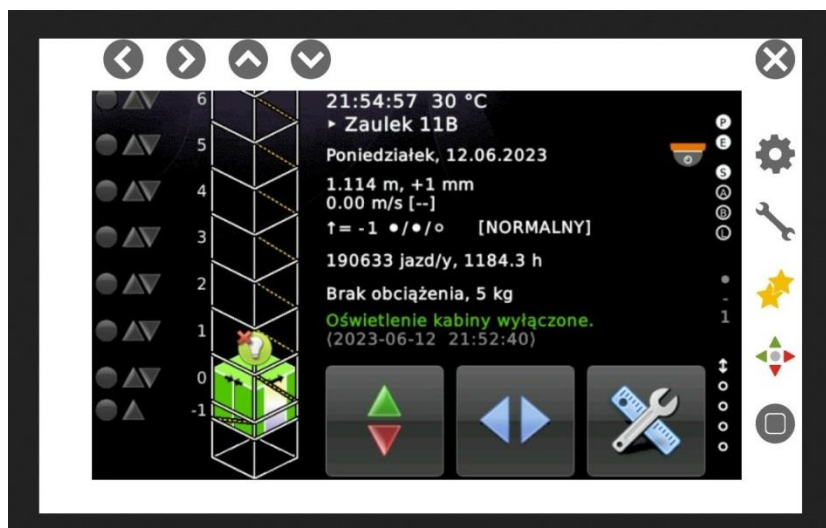 21:54:57 30 °C
▸ Zaulek 11B
Poniedziałek, 12.06.2023
1.114 m, +1 mm
0.00 m/s [--]
↑= -1 •/•/∘ [NORMALNY]
190633 jazd/y, 1184.3 h
Brak obciążenia, 5 kg
Oświetlenie kabiny wyłączone.
(2023-06-12 21:52:40)
6
5
4
3
2
1
0
-1
P
E
S
A
B
L
-
1